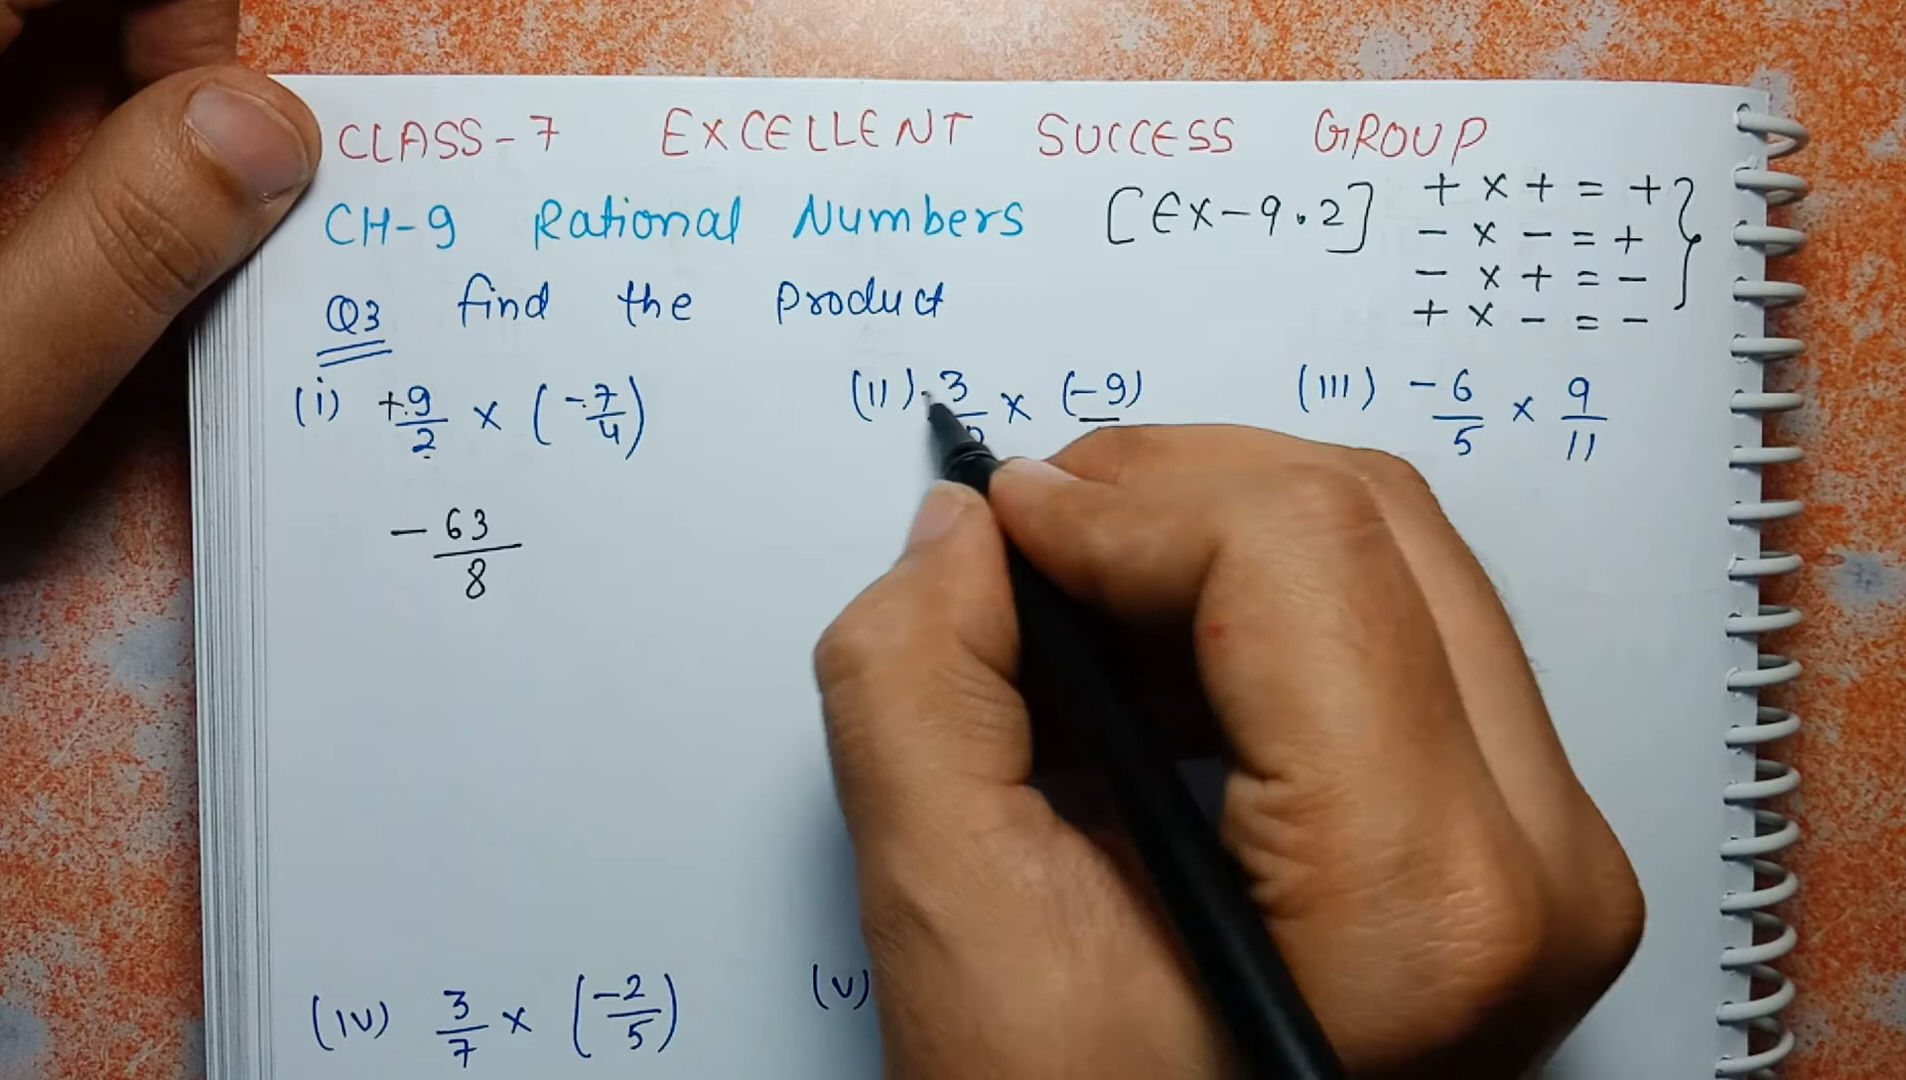 CLASS-7 EXCELLENT SUCCESS GROUP
CH-9 Rational Numbers [EX-9.2]
+ × + = +
- × - = +
- × + = -
+ × - = -
Q3 find the Product
(i) +9/2 × (-7/4)
-63/8
(II) 3/ × (-9)
(III) -6/5 × 9/11
(IV) 3/7 × (-2/5)
(V)